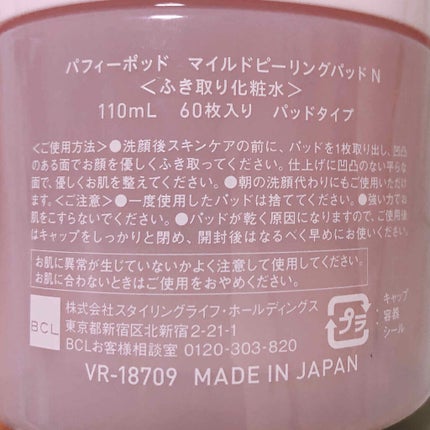 パフィーポッド マイルドピーリングパッド N
＜ふき取り化粧水＞
110mL 60枚入り パッドタイプ
＜ご使用方法＞●洗顔後スキンケアの前に、パッドを1枚取り出し、凹凸
のある面でお顔を優しくふき取ってください。仕上げに凹凸のない平らな
面で、優しくお肌を整えてください。●朝の洗顔代わりにもご使用いただけ
ます。＜ご注意＞●一度使用したパッドは捨ててください。●強い力でお
肌をこすらないでください。●パッドが乾く原因になりますので、ご使用後
はキャップをしっかりと閉め、開封後はなるべく早めにお使いください。
お肌に異常が生じていないかよく注意して使用してください。
お肌に合わないときはご使用をおやめください。
BCL
株式会社スタイリングライフ・ホールディングス
東京都新宿区北新宿2-21-1
BCLお客様相談室 0120-303-820
プラ
キャップ
容器
シール
VR-18709 MADE IN JAPAN